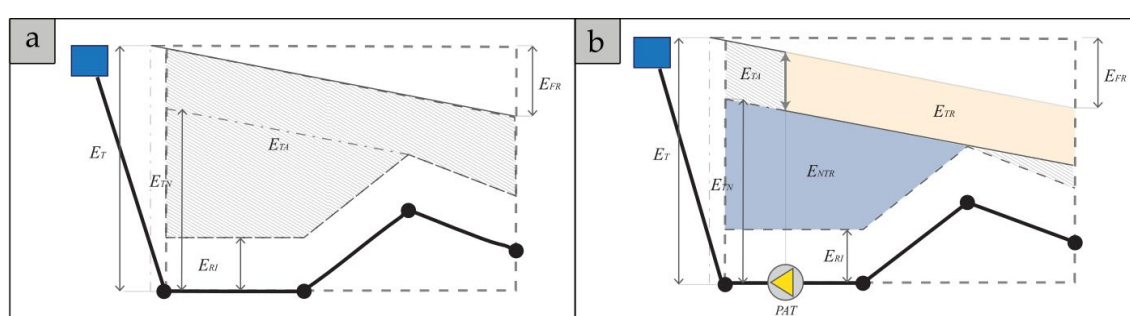 a
E_T
E_TN
E_TA
E_RI
E_FR
b
E_TA
E_FR
E_TR
E_T
E_TN
E_NTR
E_RI
PAT